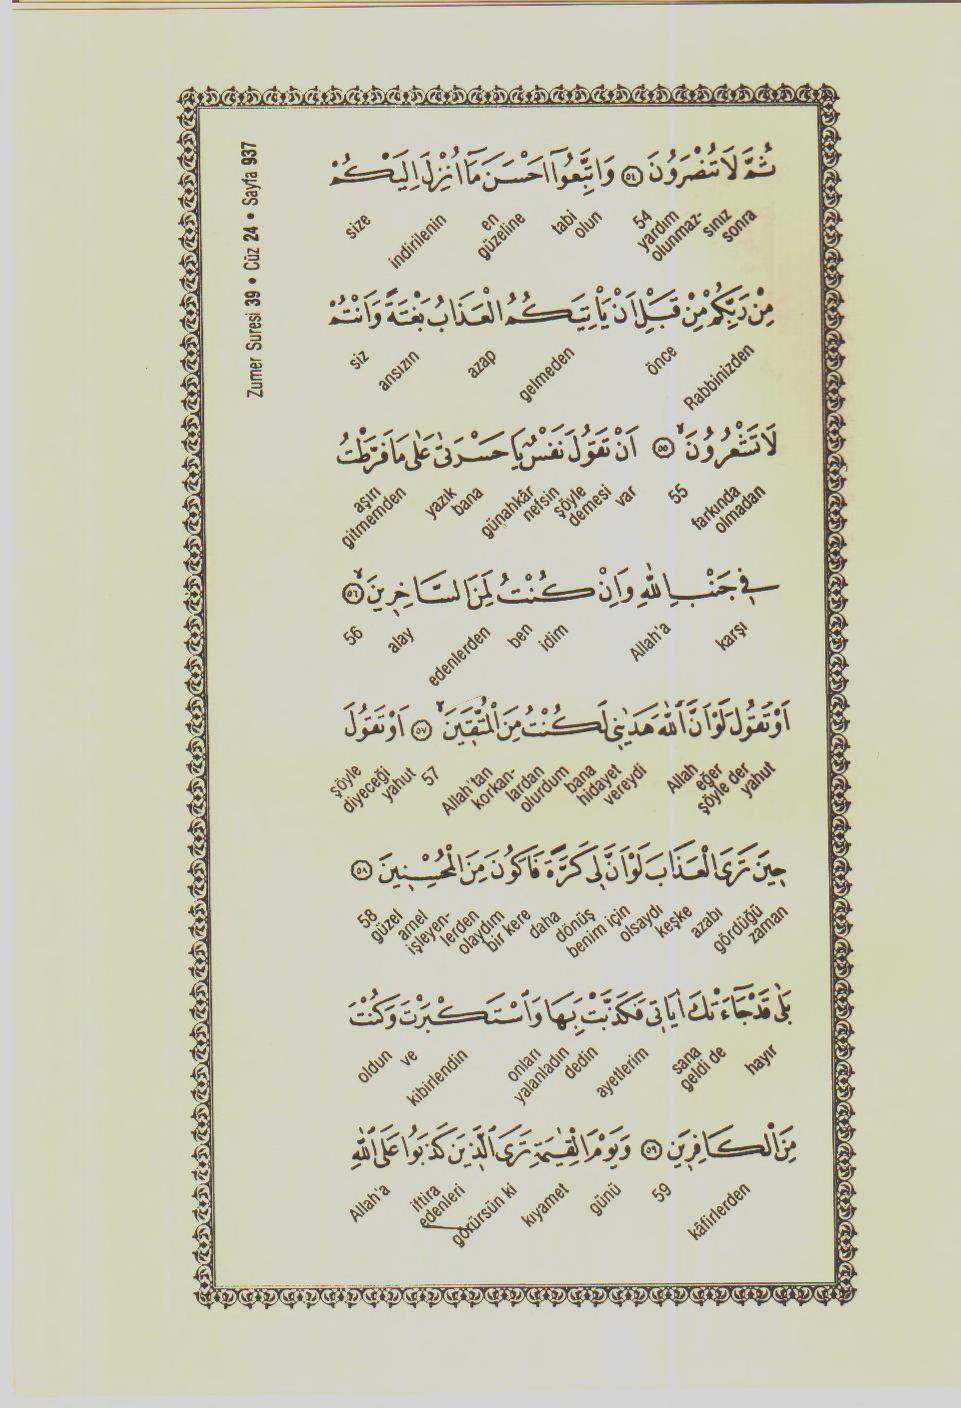 Zumer Suresi 39 • Cüz 24 • Sayfa 937
ثُمَّ لَا تُنْصَرُونَ ﴿٥٤﴾ وَاتَّبِعُوا اَحْسَنَ مَا اُنْزِلَ اِلَيْكُمْ
sonra sınız olunmaz- yardım 54 olun tabi güzeline en indirilenin size
مِنْ رَبِّكُمْ مِنْ قَبْلِ اَنْ يَأْتِيَكُمُ الْعَذَابُ بَغْتَةً وَاَنْتُمْ
Rabbinizden önce gelmeden azap ansızın siz
لَا تَشْعُرُونَ ﴿٥٥﴾ اَنْ تَقُولَ نَفْسٌ يَا حَسْرَتٰى عَلٰى مَا فَرَّطْتُ
olmadan farkında 55 var demesi şöyle nefsin günahkâr bana yazık gitmemden aşırı
فِى جَنْبِ اللّٰهِ وَاِنْ كُنْتُ لَمِنَ السَّاخِرِينَ ﴿٥٦﴾
karşı Allah'a idim ben edenlerden alay 56
اَوْ تَقُولَ لَوْ اَنَّ اللّٰهَ هَدٰينِى لَكُنْتُ مِنَ الْمُتَّقِينَ ﴿٥٧﴾ اَوْ تَقُولَ
yahut şöyle der eğer Allah vereydi hidayet bana olurdum lardan korkan- Allah'tan 57 yahut diyeceği şöyle
حِينَ تَرَى الْعَذَابَ لَوْ اَنَّ لِى كَرَّةً فَاَكُونَ مِنَ الْمُحْسِنِينَ ﴿٥٨﴾
zaman gördüğü azabı keşke olsaydı benim için dönüş daha bir kere olaydım lerden işleyen- amel güzel 58
بَلٰى قَدْ جَاءَتْكَ اٰيَاتِى فَكَذَّبْتَ بِهَا وَاسْتَكْبَرْتَ وَكُنْتَ
hayır geldi de sana ayetlerim dedin yalanladın onları kibirlendin ve oldun
مِنَ الْكَافِرِينَ ﴿٥٩﴾ وَيَوْمَ الْقِيٰمَةِ تَرَى الَّذِينَ كَذَبُوا عَلَى اللّٰهِ
kâfirlerden 59 günü kıyamet görürsün ki edenleri iftira Allah'a